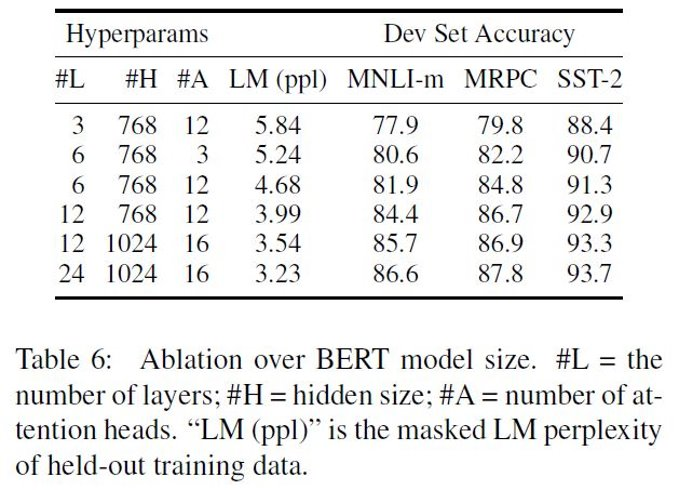 Hyperparams Dev Set Accuracy
#L #H #A LM (ppl) MNLI-m MRPC SST-2
3 768 12 5.84 77.9 79.8 88.4
6 768 3 5.24 80.6 82.2 90.7
6 768 12 4.68 81.9 84.8 91.3
12 768 12 3.99 84.4 86.7 92.9
12 1024 16 3.54 85.7 86.9 93.3
24 1024 16 3.23 86.6 87.8 93.7
Table 6: Ablation over BERT model size. #L = the
number of layers; #H = hidden size; #A = number of at-
tention heads. “LM (ppl)” is the masked LM perplexity
of held-out training data.